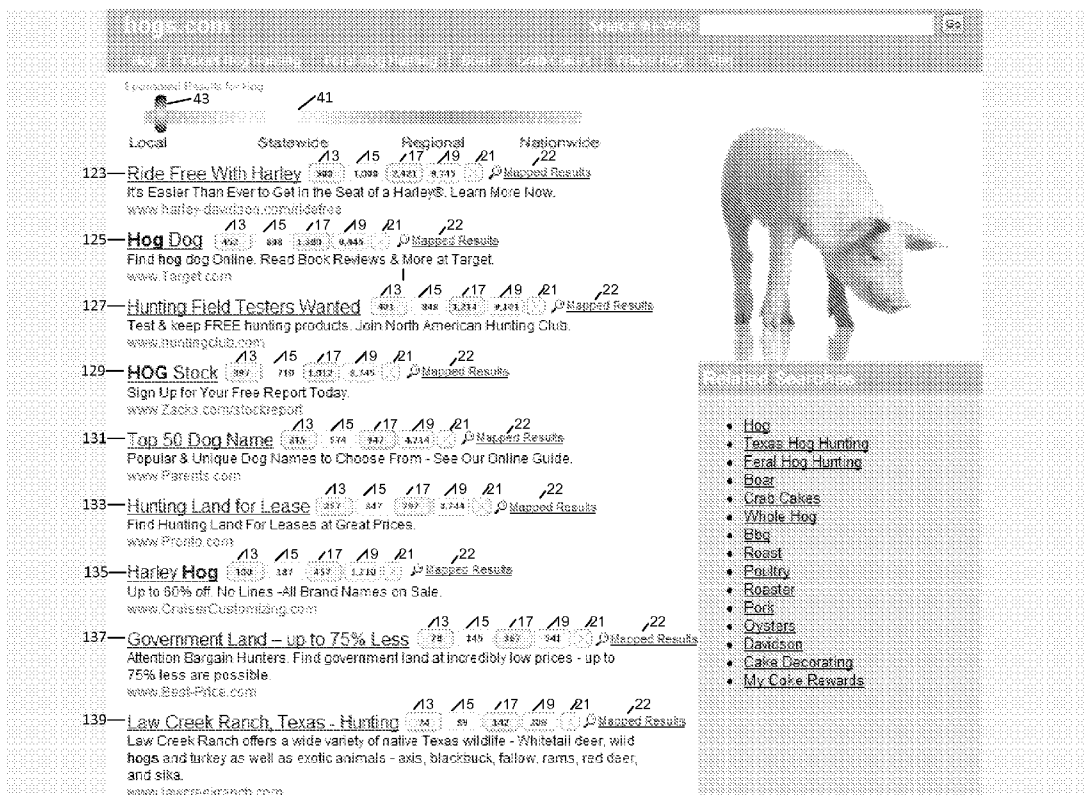 hogs.com
Go
Sponsored Results for Hog
43
41
Local Statewide Regional Nationwide
13 15 17 19 21 22
123 Ride Free With Harley Mapped Results
It's Easier Than Ever to Get in the Seat of a Harley®. Learn More Now.
www.harley-davidson.com/ridefree
13 15 17 19 21 22
125 Hog Dog Mapped Results
Find hog dog Online. Read Book Reviews & More at Target.
www.Target.com
13 15 17 19 21 22
127 Hunting Field Testers Wanted Mapped Results
Test & keep FREE hunting products. Join North American Hunting Club.
www.huntingclub.com
13 15 17 19 21 22
129 HOG Stock Mapped Results
Sign Up for Your Free Report Today.
www.Zacks.com/stockreport
13 15 17 19 21 22
131 Top 50 Dog Name Mapped Results
Popular & Unique Dog Names to Choose From - See Our Online Guide.
www.Parents.com
13 15 17 19 21 22
133 Hunting Land for Lease Mapped Results
Find Hunting Land For Leases at Great Prices.
www.Pronto.com
13 15 17 19 21 22
135 Harley Hog Mapped Results
Up to 60% off. No Lines -All Brand Names on Sale.
www.CruiserCustomizing.com
13 15 17 19 21 22
137 Government Land – up to 75% Less Mapped Results
Attention Bargain Hunters. Find government land at incredibly low prices - up to
75% less are possible.
www.Best-Price.com
13 15 17 19 21 22
139 Law Creek Ranch, Texas - Hunting Mapped Results
Law Creek Ranch offers a wide variety of native Texas wildlife - Whitetail deer, wild
hogs and turkey as well as exotic animals - axis, blackbuck, fallow, rams, red deer,
and sika.
www.lawcreekranch.com
Related Searches
Hog
Texas Hog Hunting
Feral Hog Hunting
Boar
Crab Cakes
Whole Hog
Bbq
Roast
Poultry
Roaster
Pork
Oysters
Davidson
Cake Decorating
My Coke Rewards